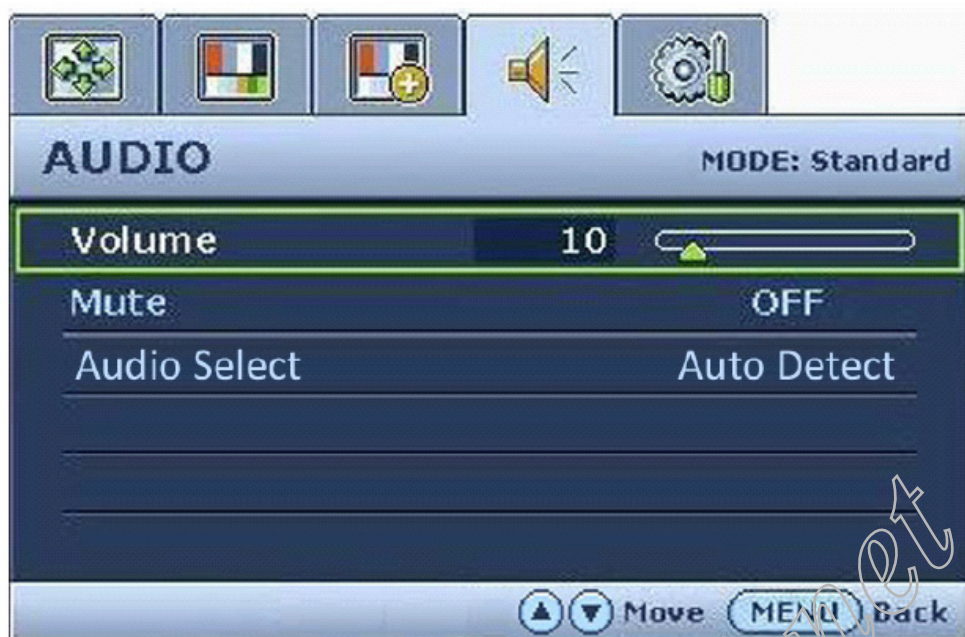 AUDIO MODE: Standard
Volume 10
Mute OFF
Audio Select Auto Detect
Move MENU Back